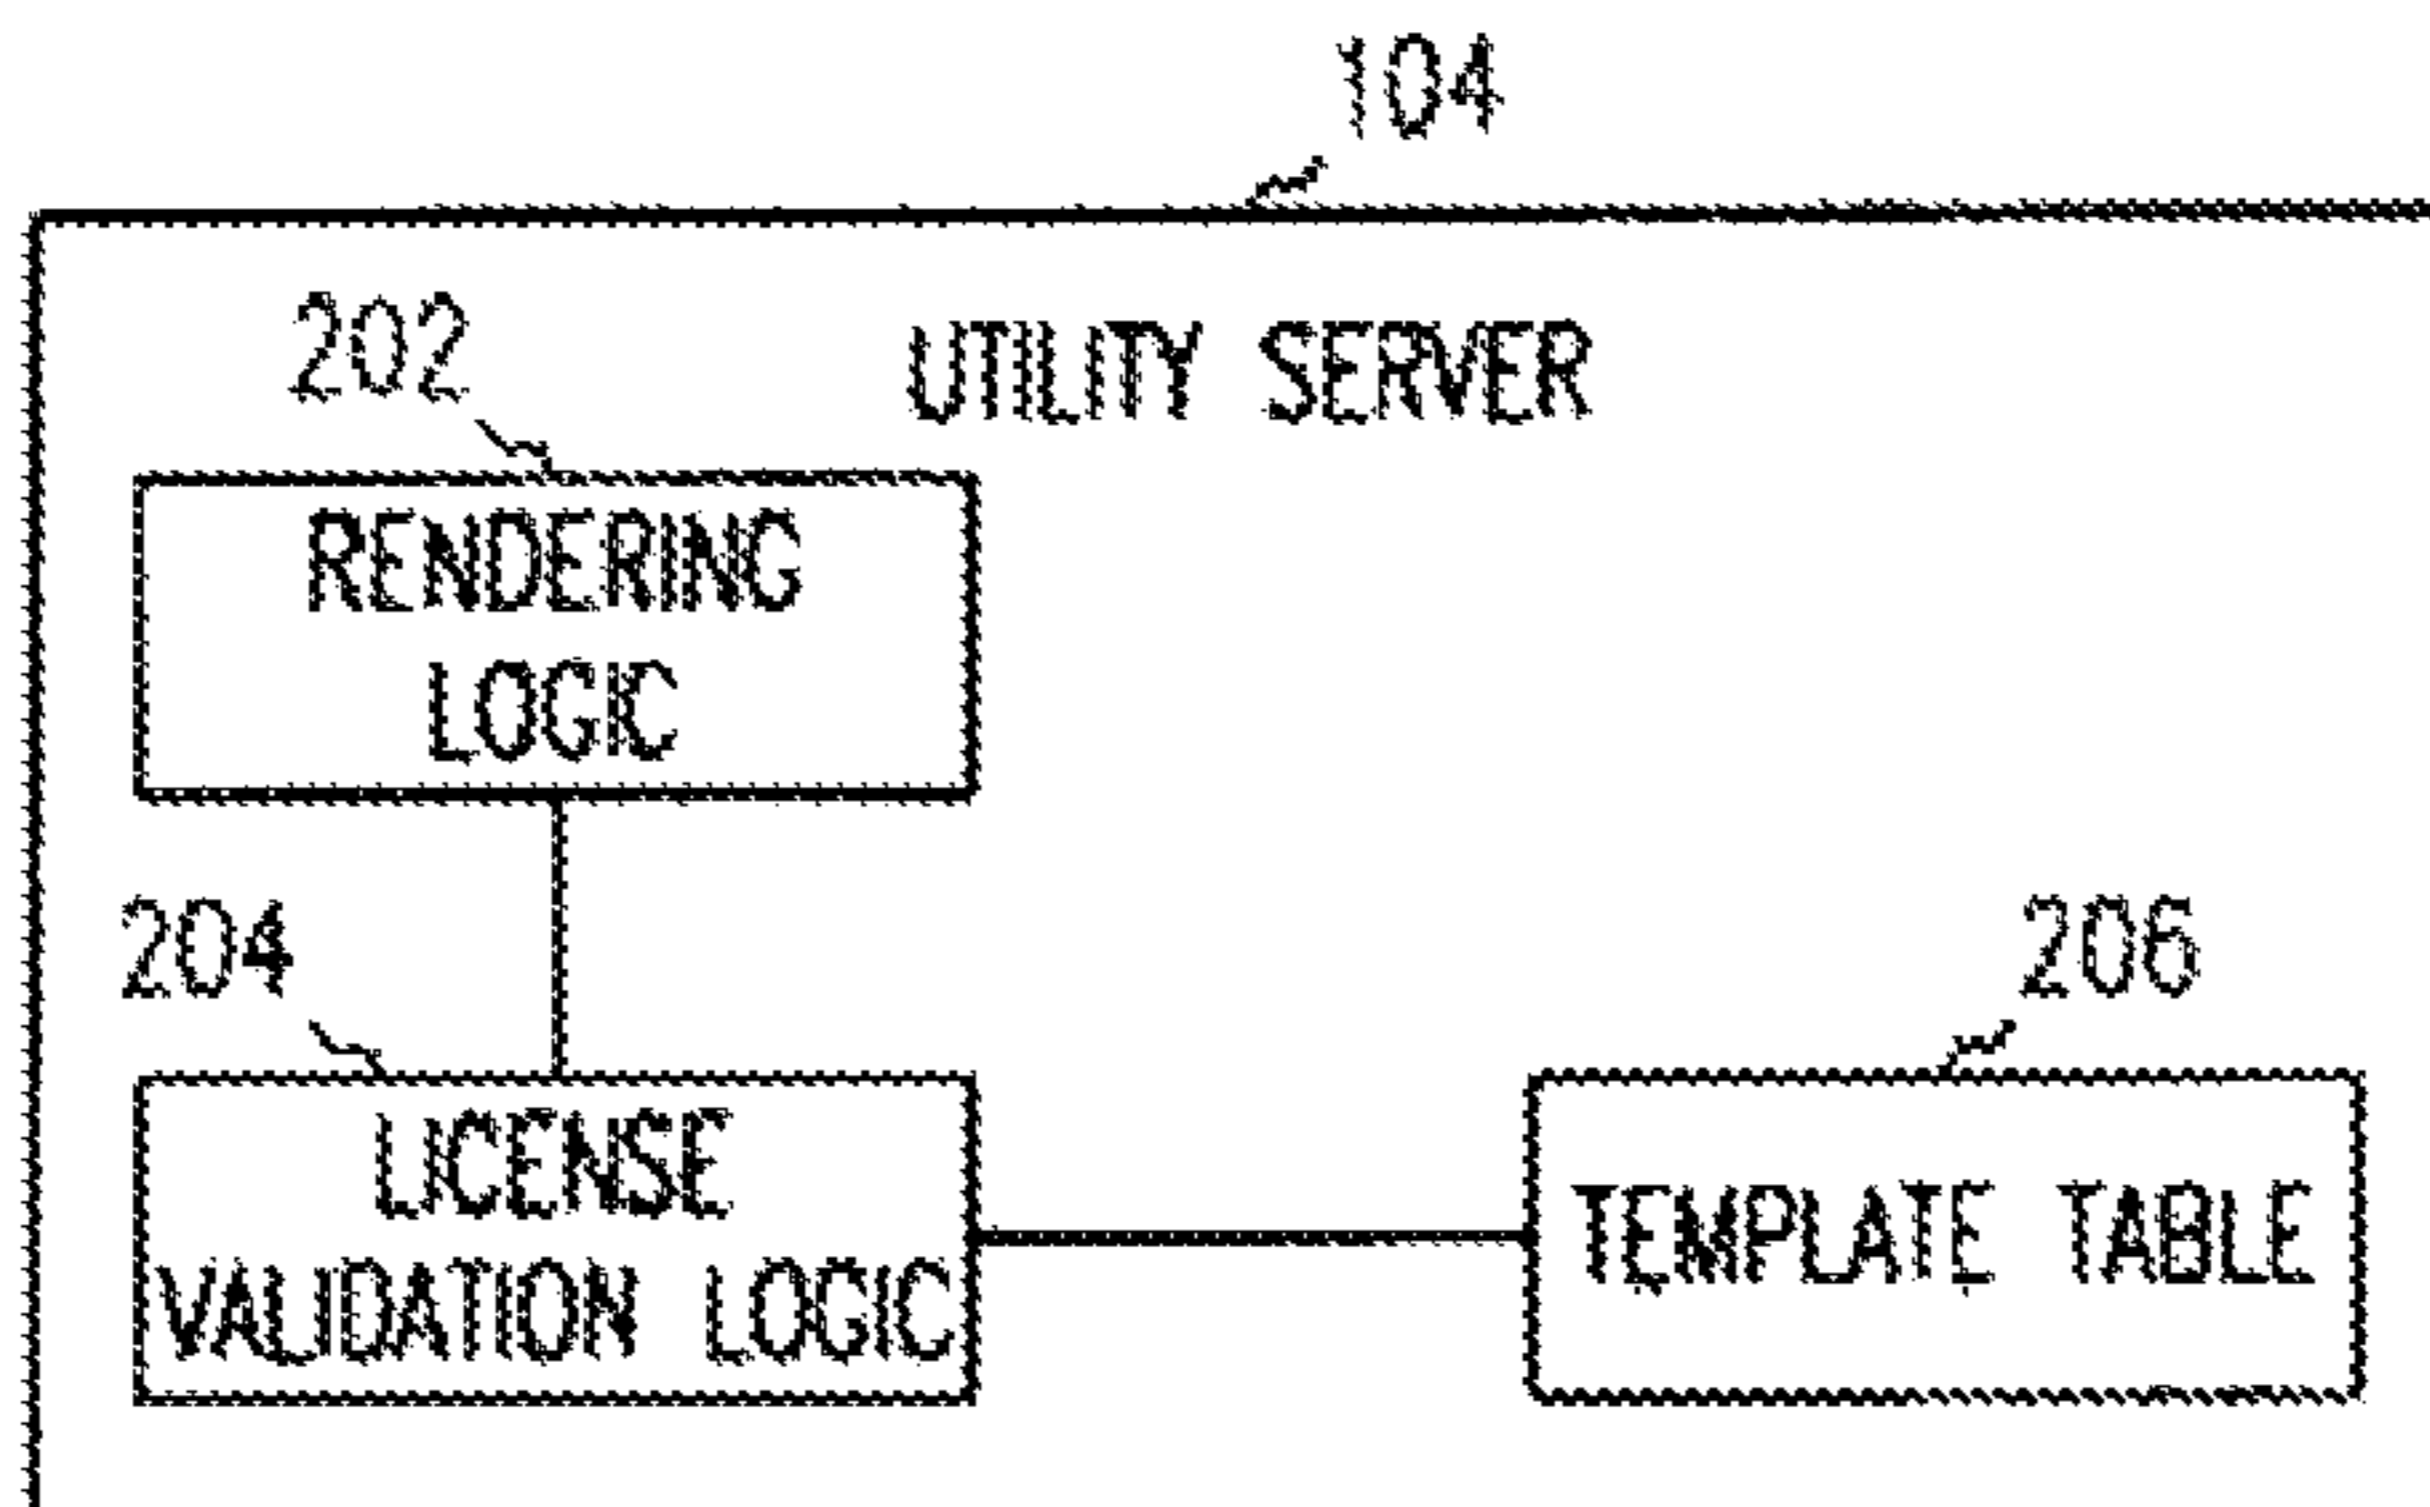 104
202
UTILITY SERVER
RENDERING
LOGIC
204
206
LICENSE
VALIDATION LOGIC
TEMPLATE TABLE